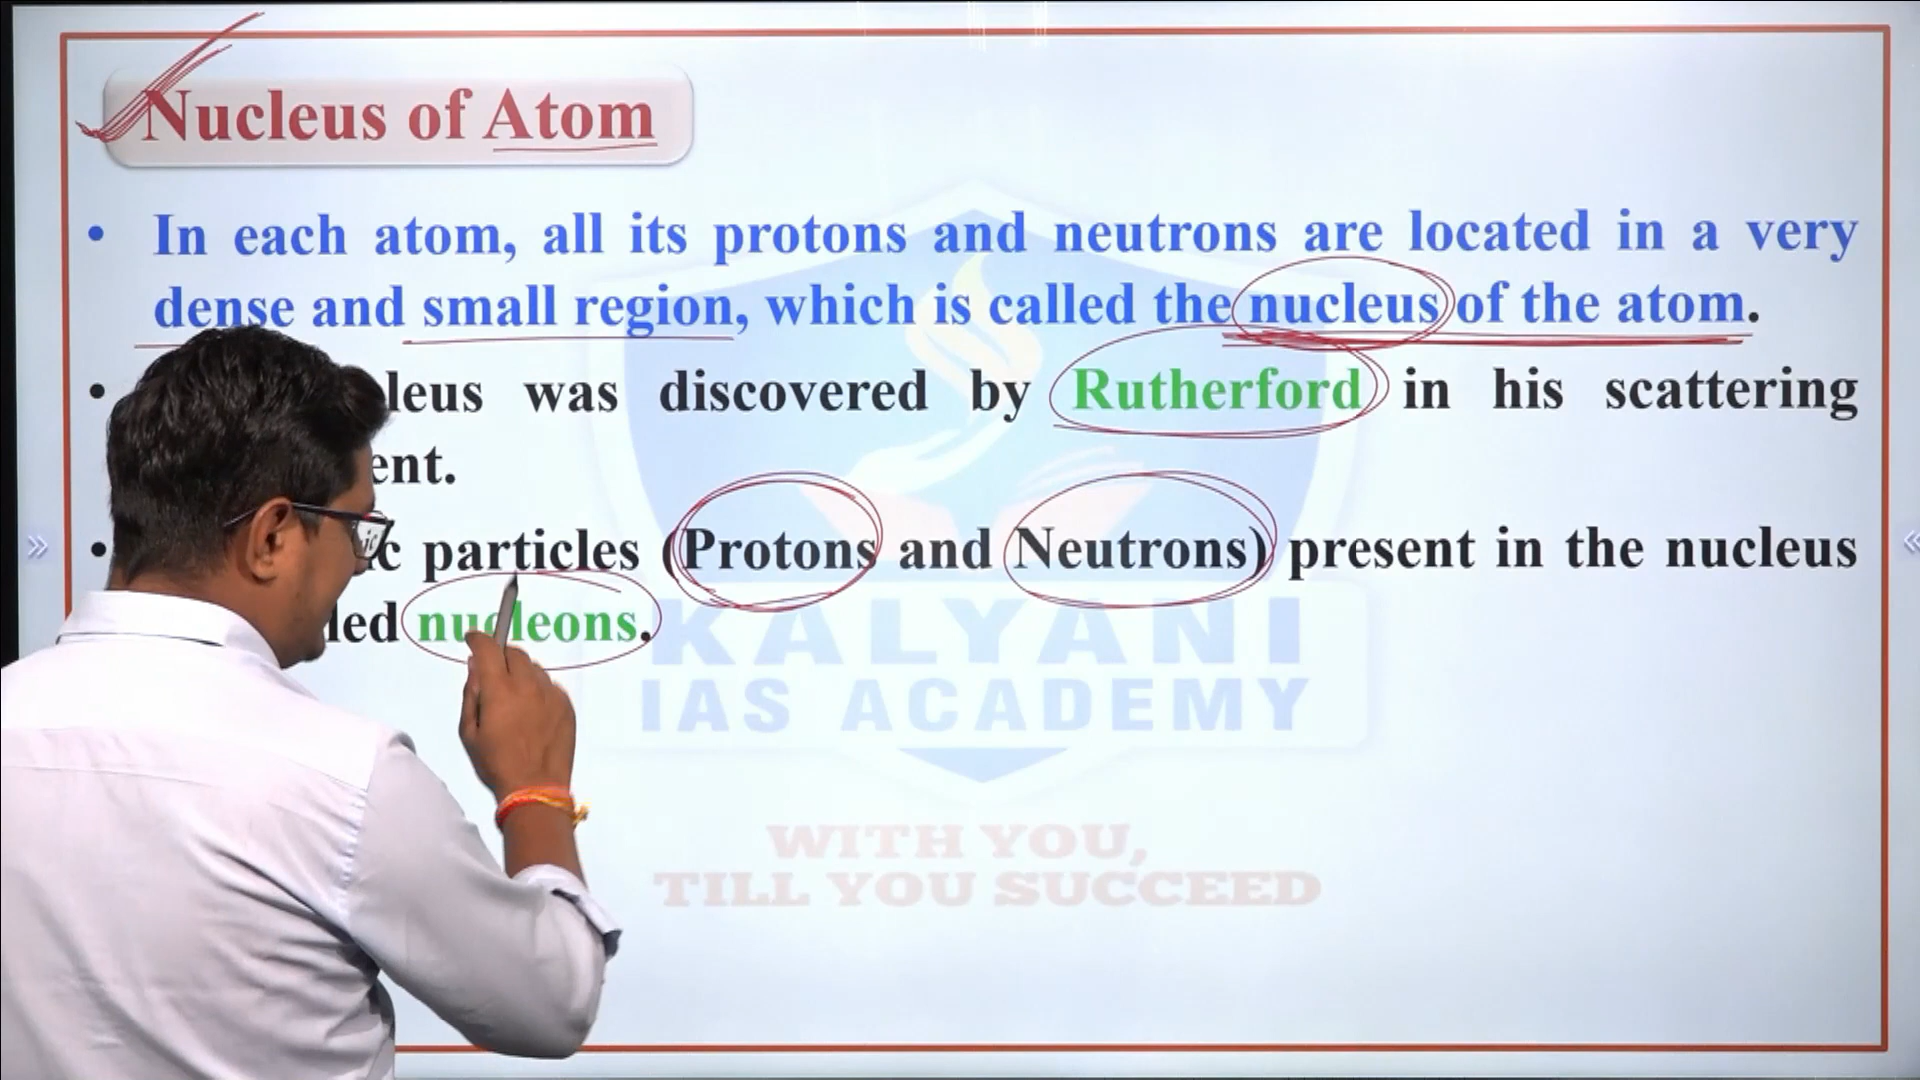 Nucleus of Atom
• In each atom, all its protons and neutrons are located in a very
dense and small region, which is called the nucleus of the atom.
• leus was discovered by Rutherford in his scattering
ent.
• c particles (Protons and Neutrons) present in the nucleus
led nucleons.
KALYANI
IAS ACADEMY
WITH YOU,
TILL YOU SUCCEED